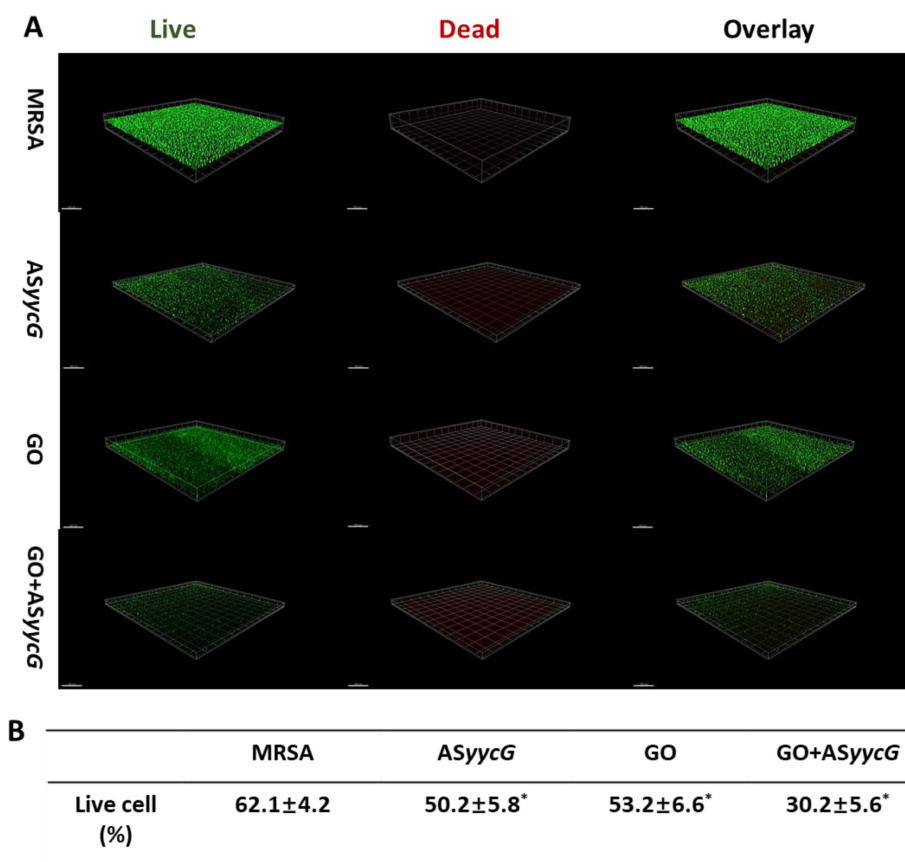 A
Live Dead Overlay
MRSA
ASyycG
GO
GO+ASyycG
B
MRSA ASyycG GO GO+ASyycG
Live cell 62.1±4.2 50.2±5.8* 53.2±6.6* 30.2±5.6*
(%)